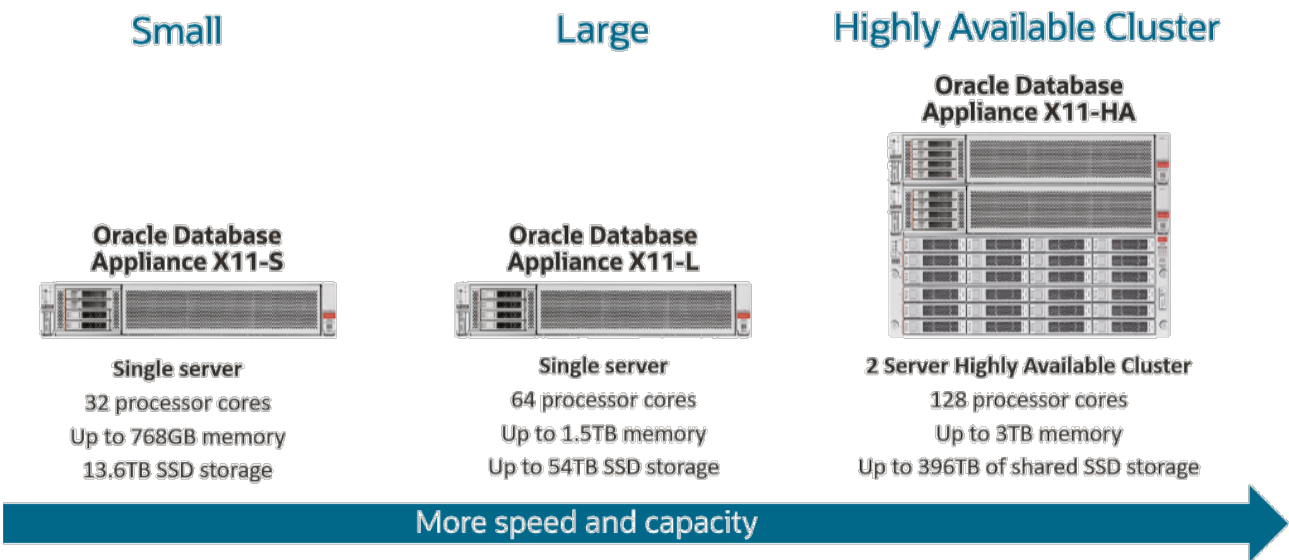 Small
Oracle Database
Appliance X11-S
Single server
32 processor cores
Up to 768GB memory
13.6TB SSD storage
Large
Oracle Database
Appliance X11-L
Single server
64 processor cores
Up to 1.5TB memory
Up to 54TB SSD storage
Highly Available Cluster
Oracle Database
Appliance X11-HA
2 Server Highly Available Cluster
128 processor cores
Up to 3TB memory
Up to 396TB of shared SSD storage
More speed and capacity